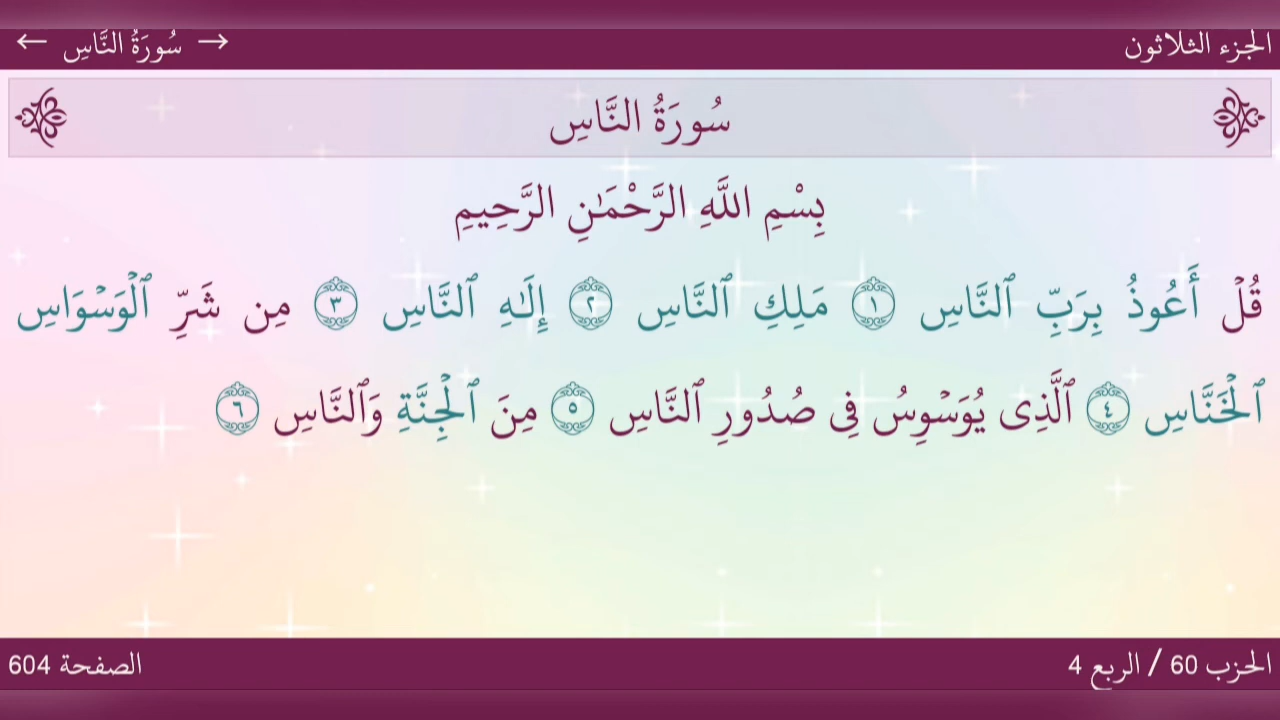 الجزء الثلاثون
→ سُورَةُ النَّاسِ ←
سُورَةُ النَّاسِ
بِسْمِ اللَّهِ الرَّحْمَٰنِ الرَّحِيمِ
قُلْ أَعُوذُ بِرَبِّ ٱلنَّاسِ ١ مَلِكِ ٱلنَّاسِ ٢ إِلَٰهِ ٱلنَّاسِ ٣ مِن شَرِّ ٱلْوَسْوَاسِ
ٱلْخَنَّاسِ ٤ ٱلَّذِى يُوَسْوِسُ فِى صُدُورِ ٱلنَّاسِ ٥ مِنَ ٱلْجِنَّةِ وَٱلنَّاسِ ٦
الحزب 60 / الربع 4
الصفحة 604